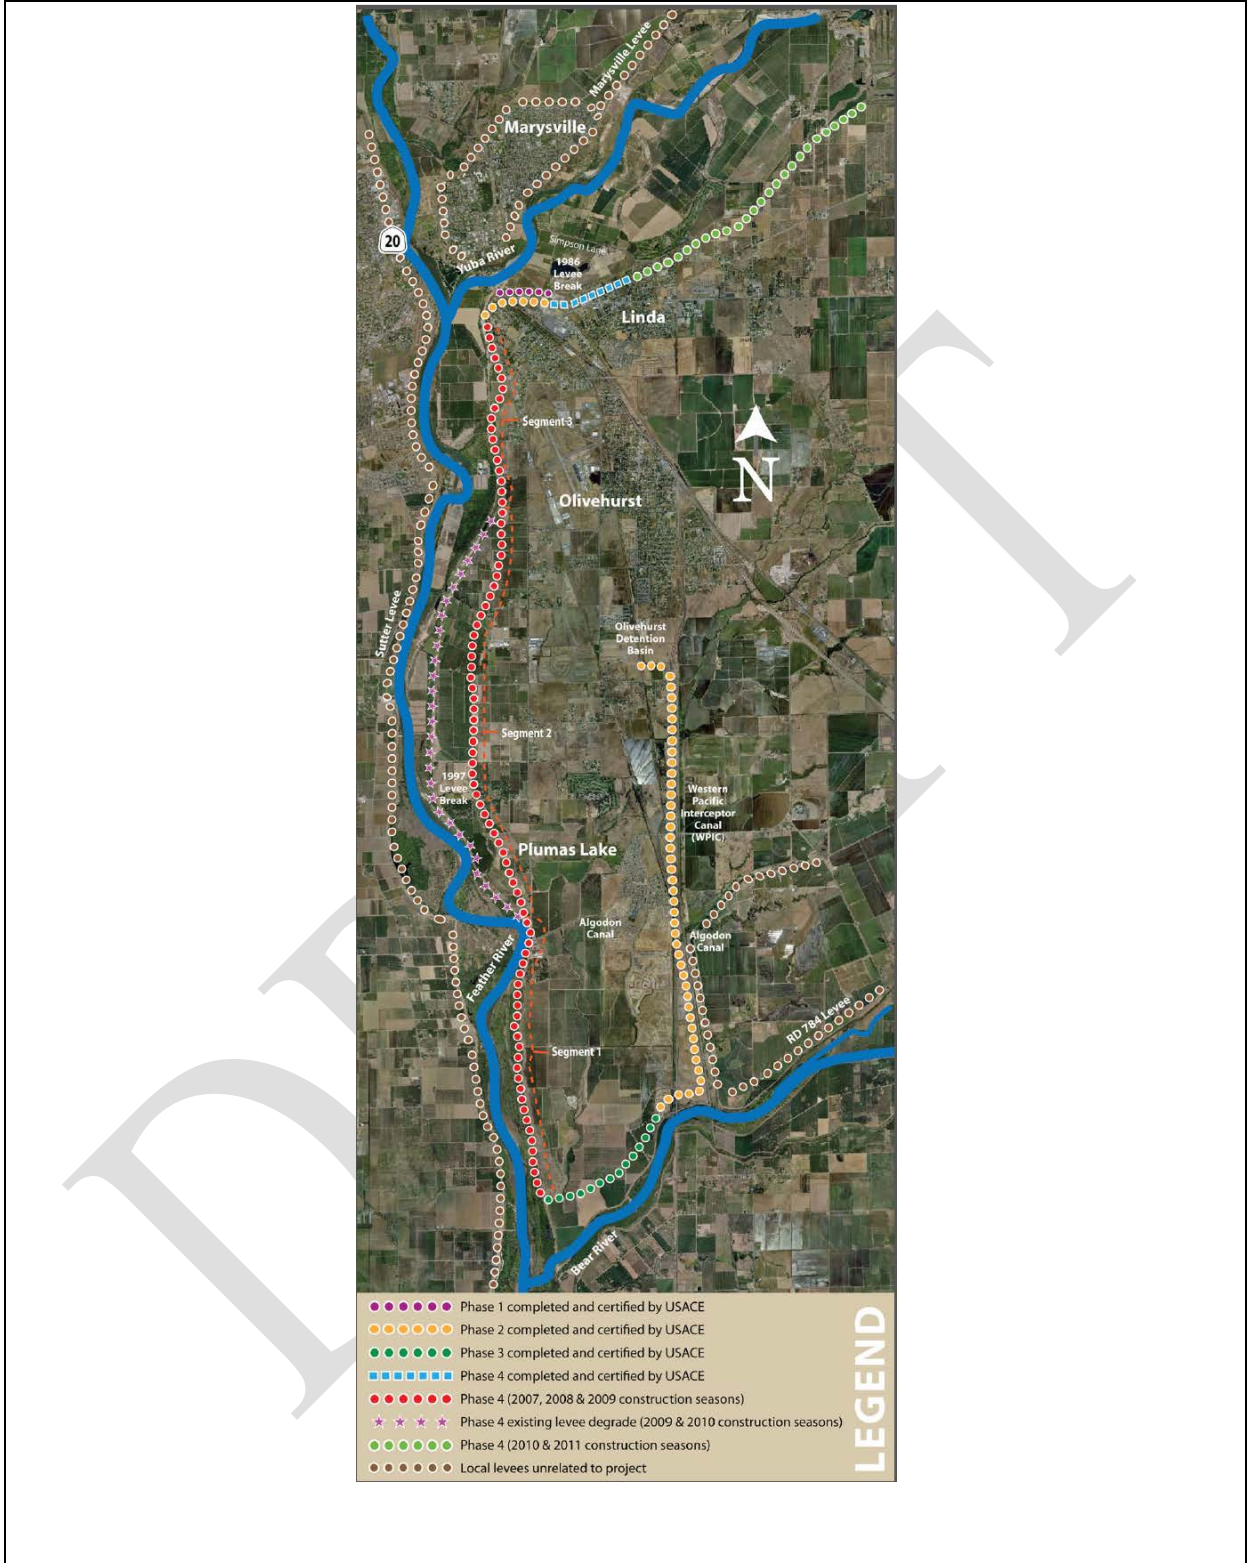 Marysville Levee
Marysville
20
Yuba River
Simpson Lane
1986
Levee
Break
Linda
Segment 3
N
Olivehurst
Sutter Levee
Olivehurst
Detention
Basin
Segment 2
1997
Levee
Break
Western
Pacific
Interceptor
Canal
(WPIC)
Plumas Lake
Algodon
Canal
Algodon
Canal
Feather River
RD 784 Levee
Segment 1
Bear River
Phase 1 completed and certified by USACE
Phase 2 completed and certified by USACE
Phase 3 completed and certified by USACE
Phase 4 completed and certified by USACE
Phase 4 (2007, 2008 & 2009 construction seasons)
Phase 4 existing levee degrade (2009 & 2010 construction seasons)
Phase 4 (2010 & 2011 construction seasons)
Local levees unrelated to project
LEGEND
DRAFT